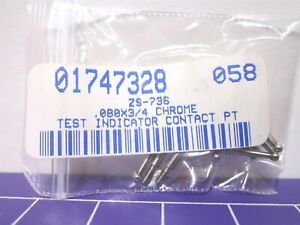 01747328 058
ZS-736
.080X3/4 CHROME
TEST INDICATOR CONTACT PT